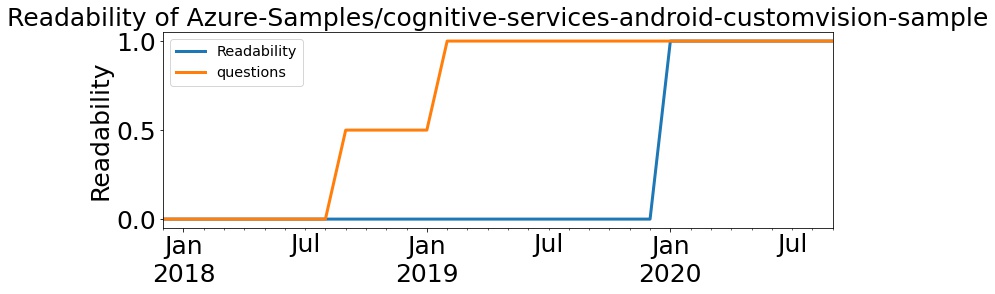 Readability of Azure-Samples/cognitive-services-android-customvision-sample
Readability
questions
Readability
1.0
0.5
0.0
Jan Jul Jan Jul Jan Jul
2018 2019 2020